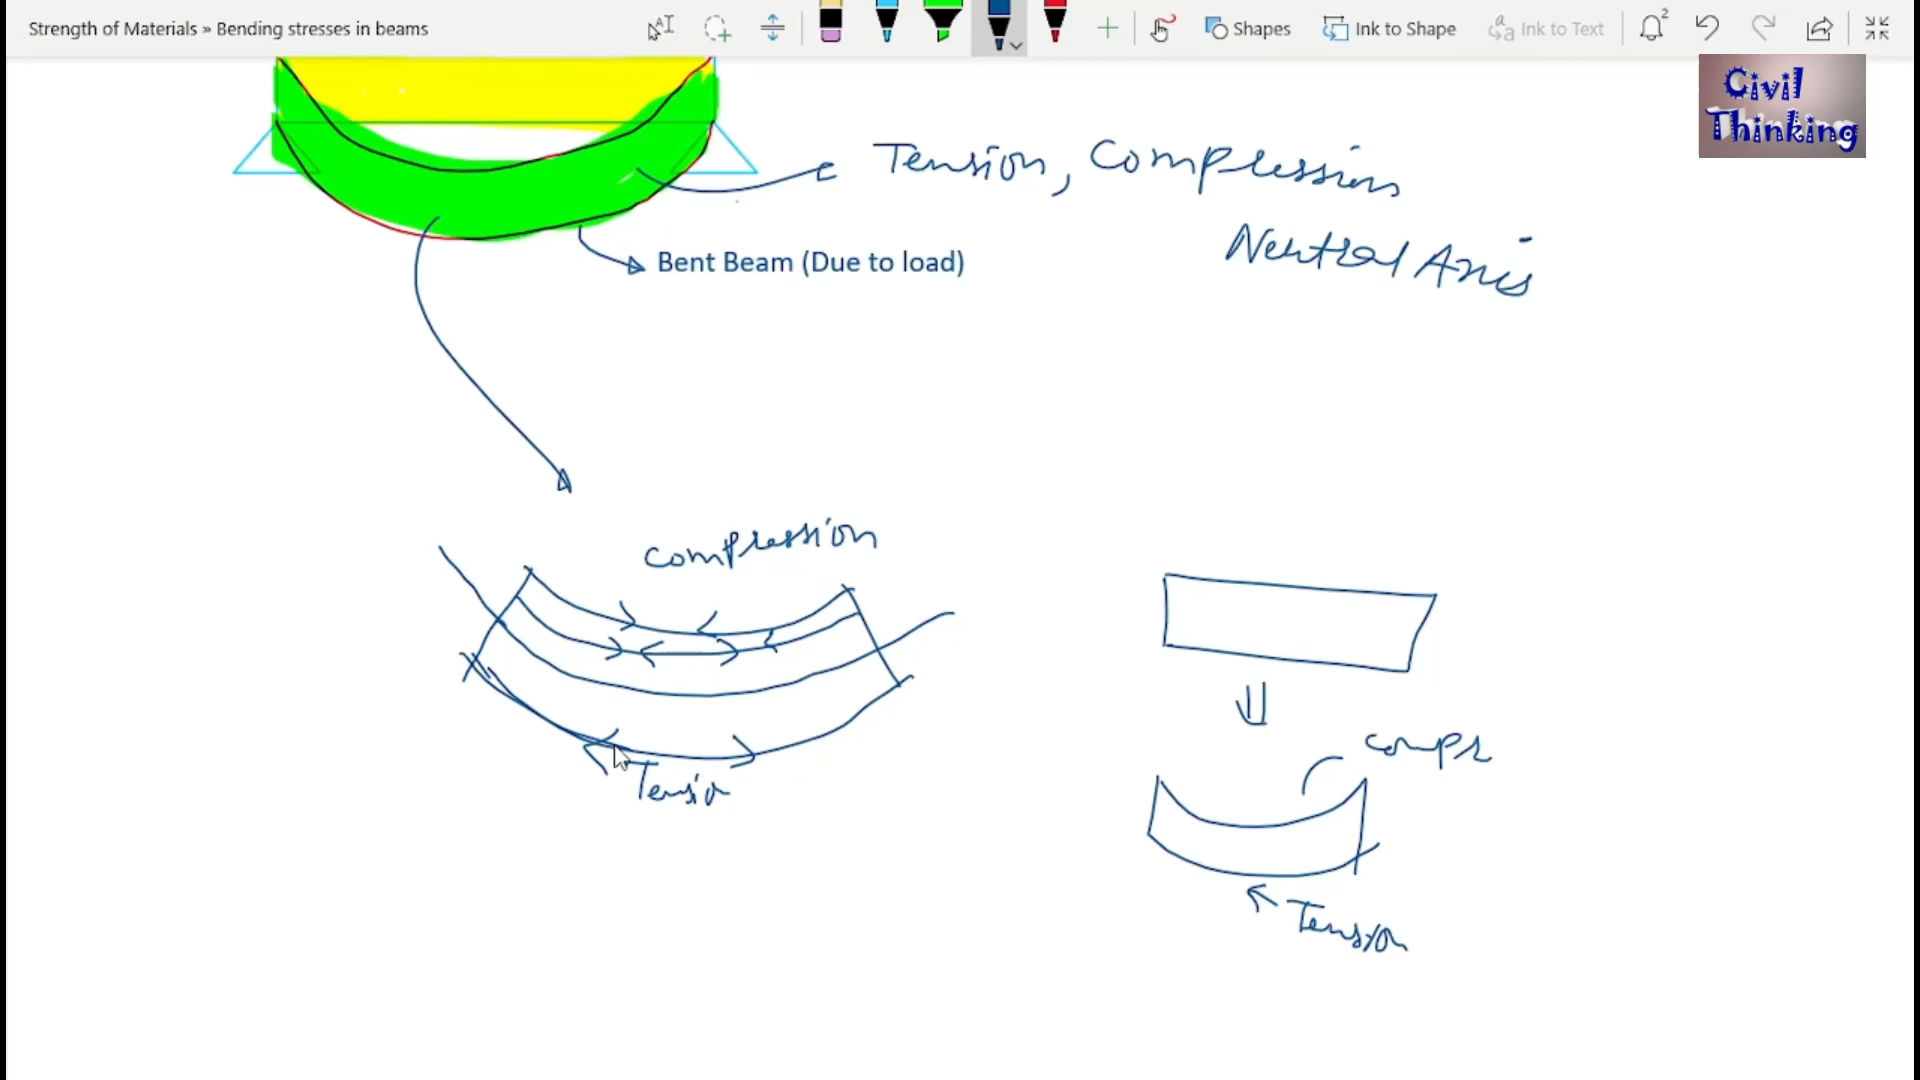 Strength of Materials » Bending stresses in beams
Shapes
Ink to Shape
Ink to Text
2
Civil
Thinking
Tension, Compression
Neutral Axis
Bent Beam (Due to load)
compression
Tension
compr
Tension